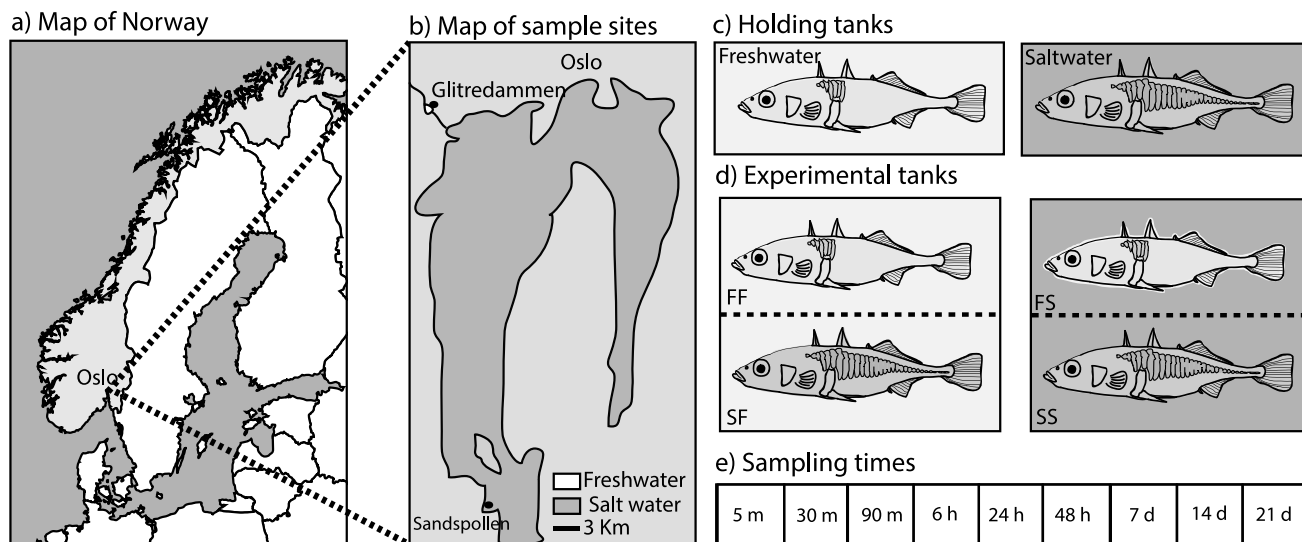 a) Map of Norway
Oslo
b) Map of sample sites
Oslo
Glitredammen
Sandspollen
Freshwater
Salt water
3 Km
c) Holding tanks
Freshwater
Saltwater
d) Experimental tanks
FF
FS
SF
SS
e) Sampling times
5 m 30 m 90 m 6 h 24 h 48 h 7 d 14 d 21 d